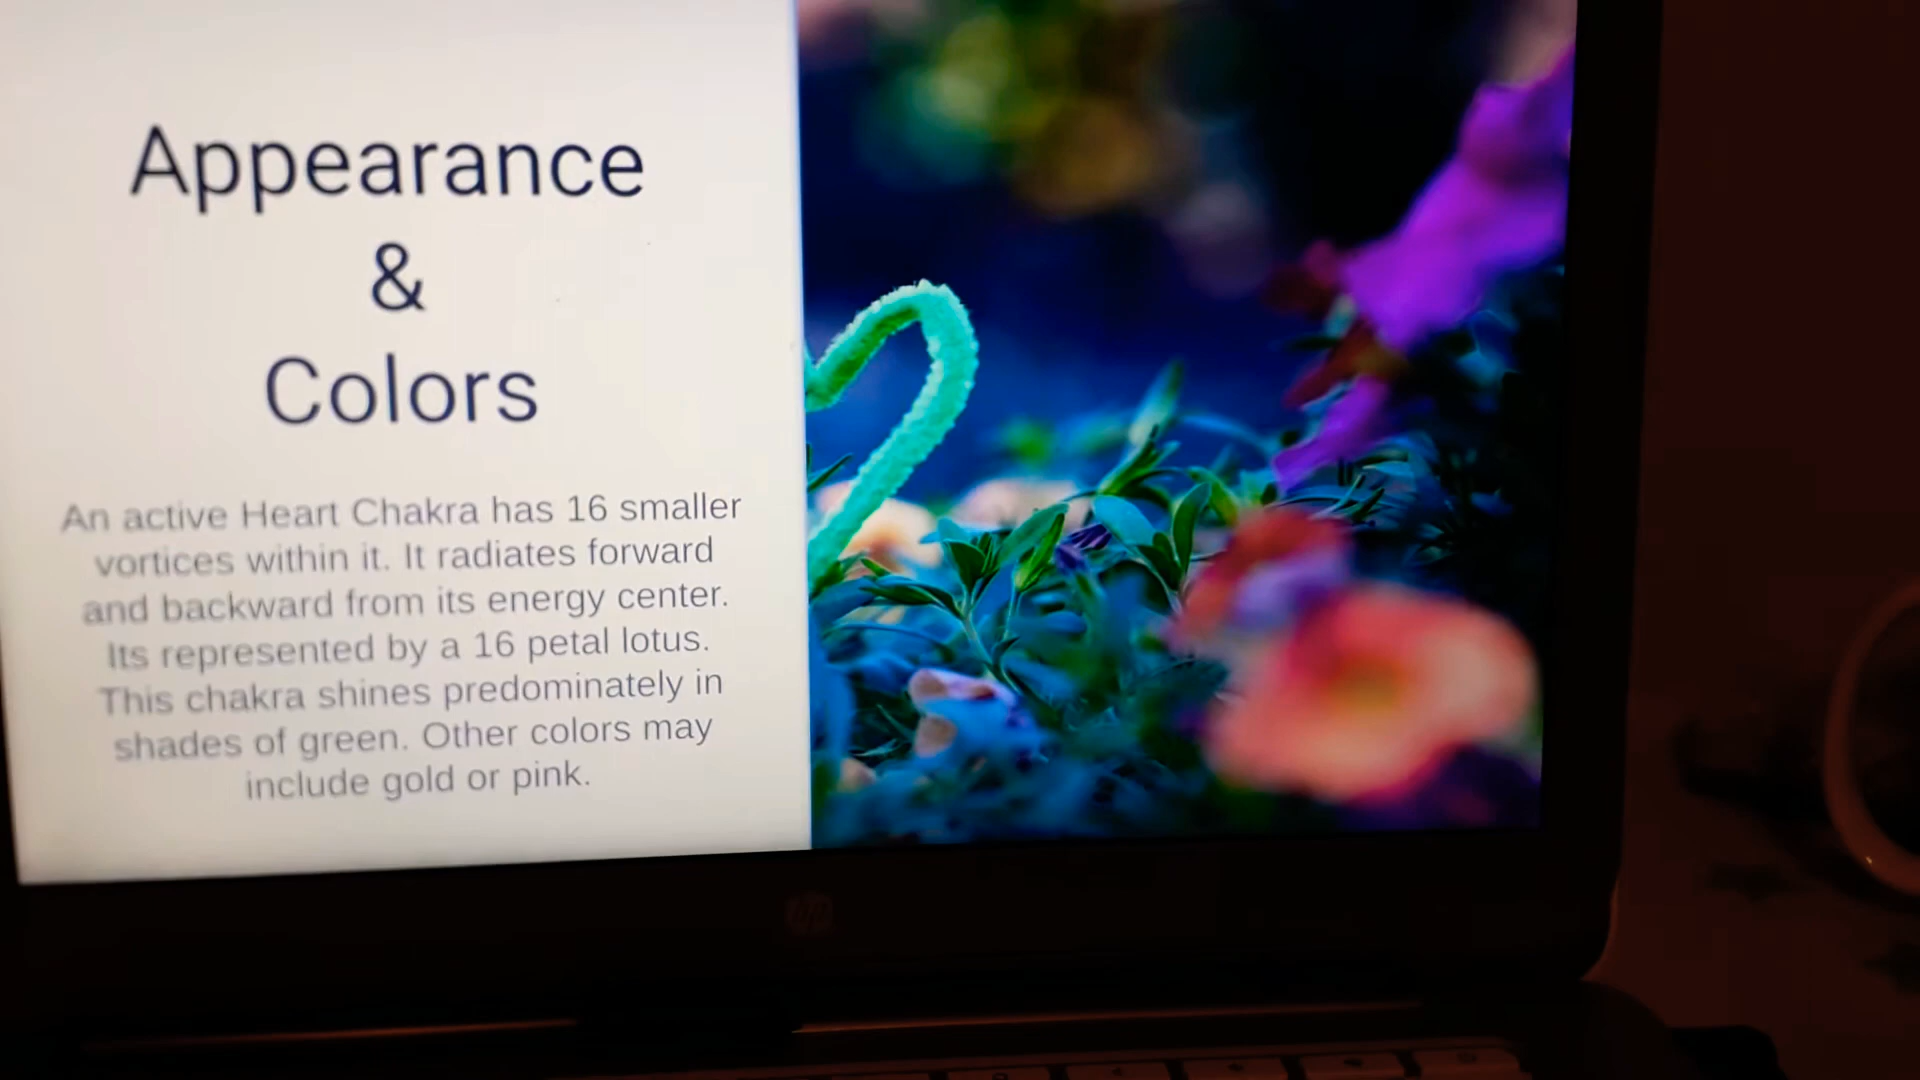 Appearance
&
Colors
An active Heart Chakra has 16 smaller
vortices within it. It radiates forward
and backward from its energy center.
Its represented by a 16 petal lotus.
This chakra shines predominately in
shades of green. Other colors may
include gold or pink.
hp